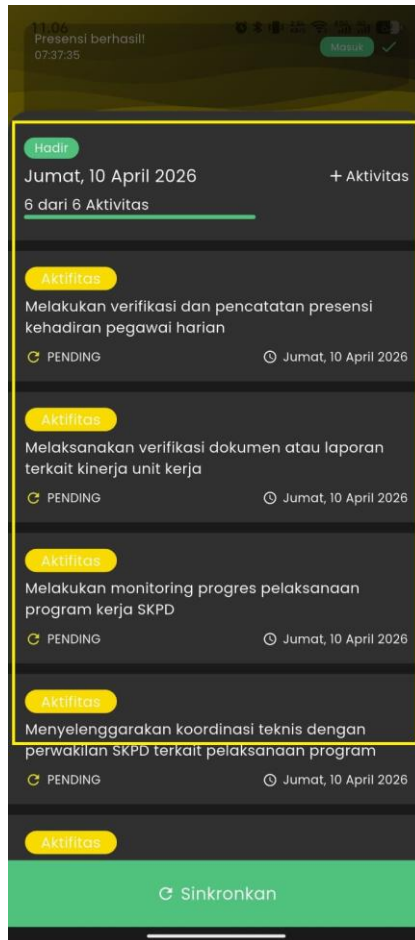 11.06
Presensi berhasil!
07:37:35
Masuk
Hadir
Jumat, 10 April 2026
+ Aktivitas
6 dari 6 Aktivitas
Aktifitas
Melakukan verifikasi dan pencatatan presensi
kehadiran pegawai harian
PENDING
Jumat, 10 April 2026
Aktifitas
Melaksanakan verifikasi dokumen atau laporan
terkait kinerja unit kerja
PENDING
Jumat, 10 April 2026
Aktifitas
Melakukan monitoring progres pelaksanaan
program kerja SKPD
PENDING
Jumat, 10 April 2026
Aktifitas
Menyelenggarakan koordinasi teknis dengan
perwakilan SKPD terkait pelaksanaan program
PENDING
Jumat, 10 April 2026
Aktifitas
Sinkronkan